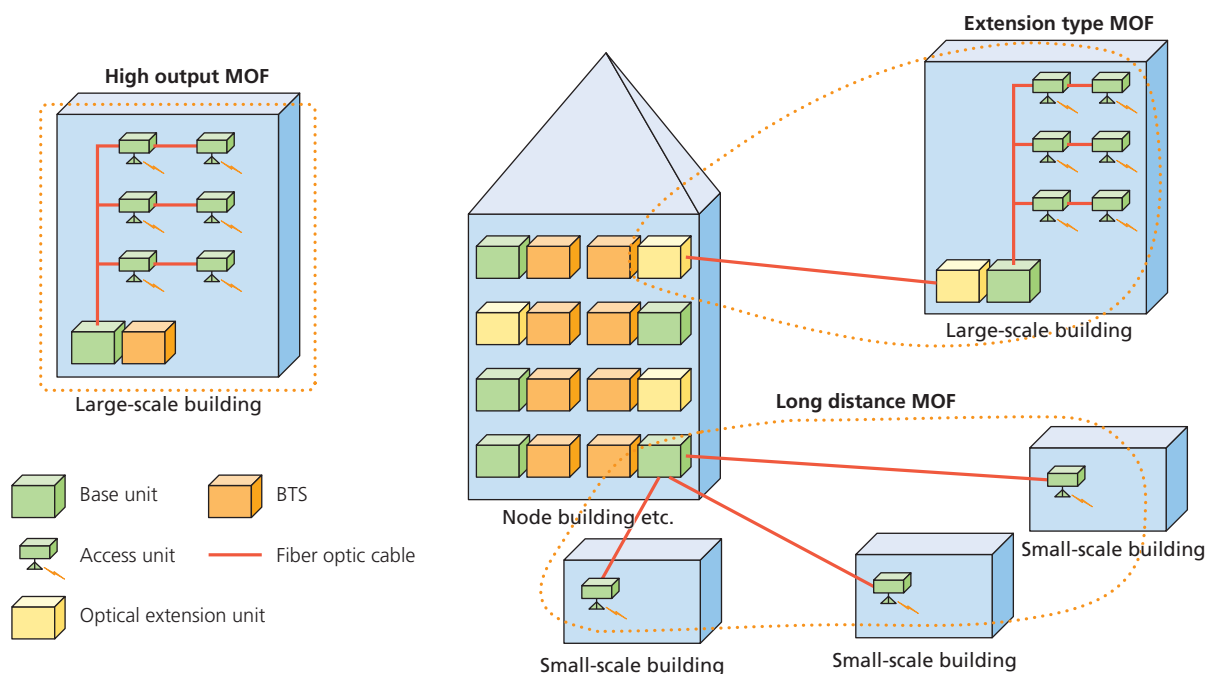 Extension type MOF
High output MOF
Large-scale building
Large-scale building
Long distance MOF
Base unit
BTS
Node building etc.
Access unit
Fiber optic cable
Small-scale building
Optical extension unit
Small-scale building
Small-scale building